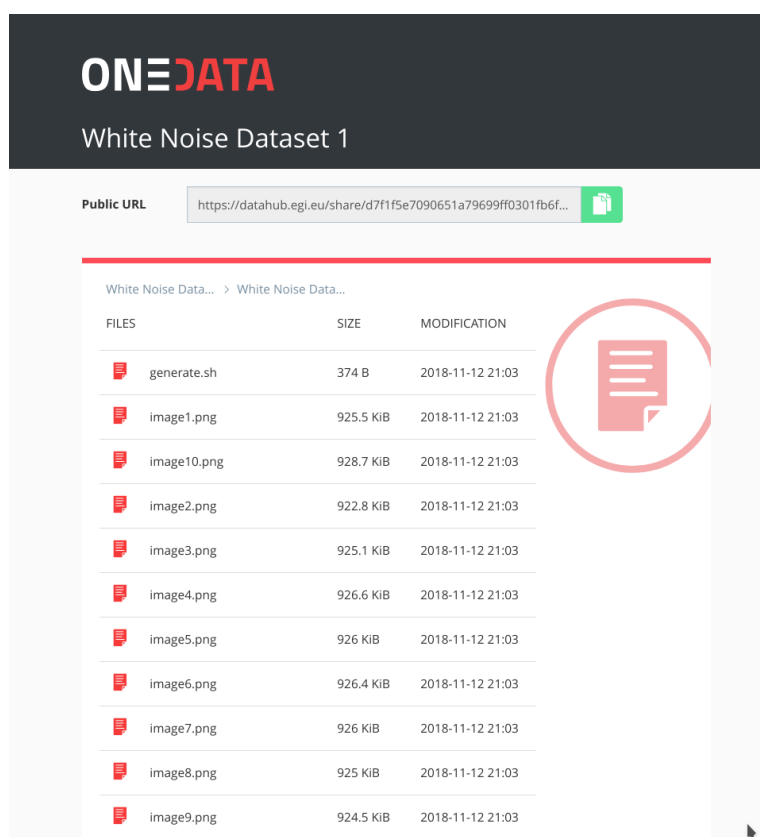 ONEDATA
White Noise Dataset 1
Public URL https://datahub.egi.eu/share/d7f1f5e7090651a79699ff0301fb6f...
White Noise Data... > White Noise Data...
FILES SIZE MODIFICATION
generate.sh 374 B 2018-11-12 21:03
image1.png 925.5 KiB 2018-11-12 21:03
image10.png 928.7 KiB 2018-11-12 21:03
image2.png 922.8 KiB 2018-11-12 21:03
image3.png 925.1 KiB 2018-11-12 21:03
image4.png 926.6 KiB 2018-11-12 21:03
image5.png 926 KiB 2018-11-12 21:03
image6.png 926.4 KiB 2018-11-12 21:03
image7.png 926 KiB 2018-11-12 21:03
image8.png 925 KiB 2018-11-12 21:03
image9.png 924.5 KiB 2018-11-12 21:03